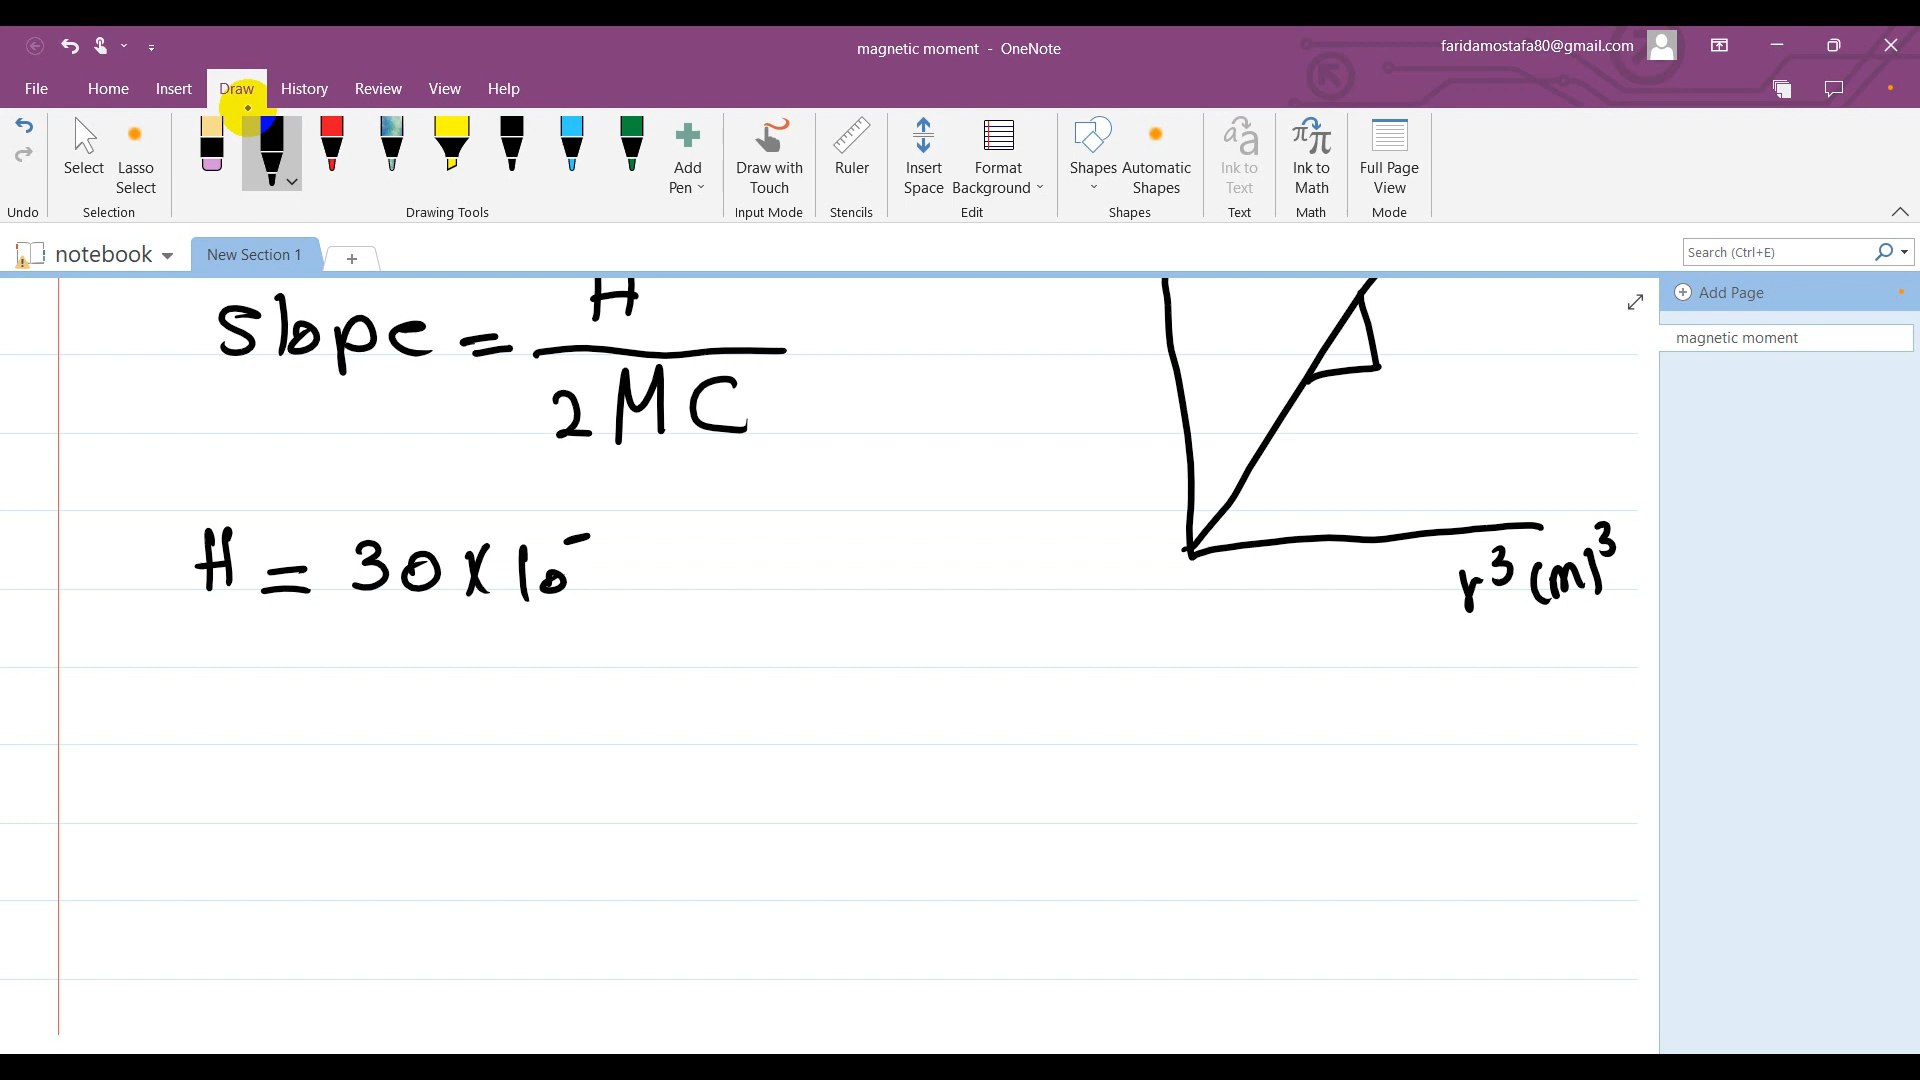 magnetic moment - OneNote
faridamostafa80@gmail.com
File Home Insert Draw History Review View Help
Select
Lasso Select
Add Pen
Draw with Touch
Ruler
Insert Space
Format Background
Shapes
Automatic Shapes
Ink to Text
Ink to Math
Full Page View
Undo Selection Drawing Tools Input Mode Stencils Edit Shapes Text Math Mode
notebook New Section 1
Search (Ctrl+E)
Add Page
magnetic moment
Slope = H / 2MC
H = 30 x 10⁻
r³ (m)³